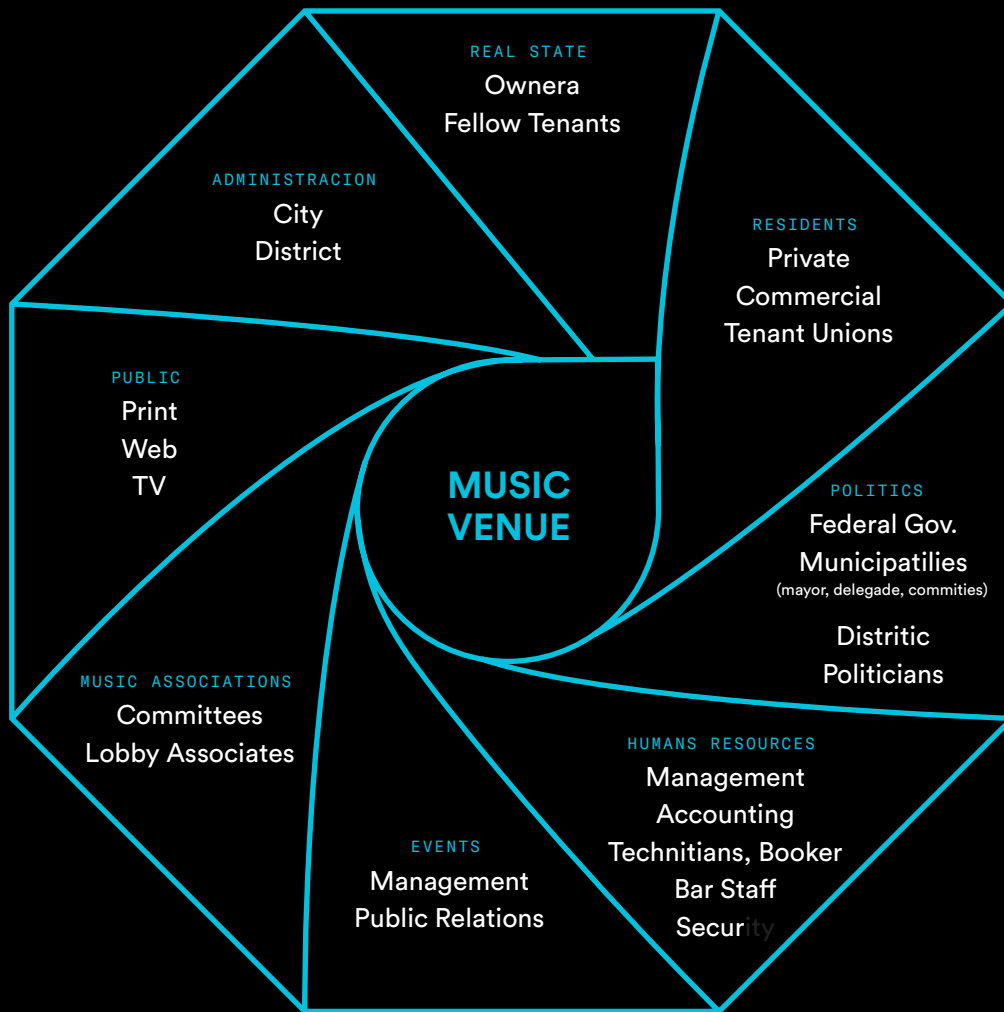 REAL STATE
Ownera
Fellow Tenants
ADMINISTRACION
City
District
RESIDENTS
Private
Commercial
Tenant Unions
PUBLIC
Print
Web
TV
MUSIC
VENUE
POLITICS
Federal Gov.
Municipatilies
(mayor, delegade, commities)
Distritic
Politicians
MUSIC ASSOCIATIONS
Committees
Lobby Associates
HUMANS RESOURCES
Management
Accounting
Technitians, Booker
Bar Staff
Security
EVENTS
Management
Public Relations